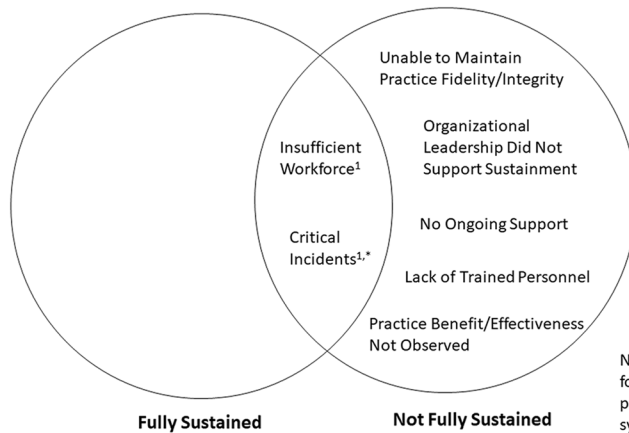 Unable to Maintain
Practice Fidelity/Integrity
Organizational
Leadership Did Not
Support Sustainment
Insufficient
Workforce¹
No Ongoing Support
Critical
Incidents¹,*
Lack of Trained Personnel
Practice Benefit/Effectiveness
Not Observed
Fully Sustained
Not Fully Sustained